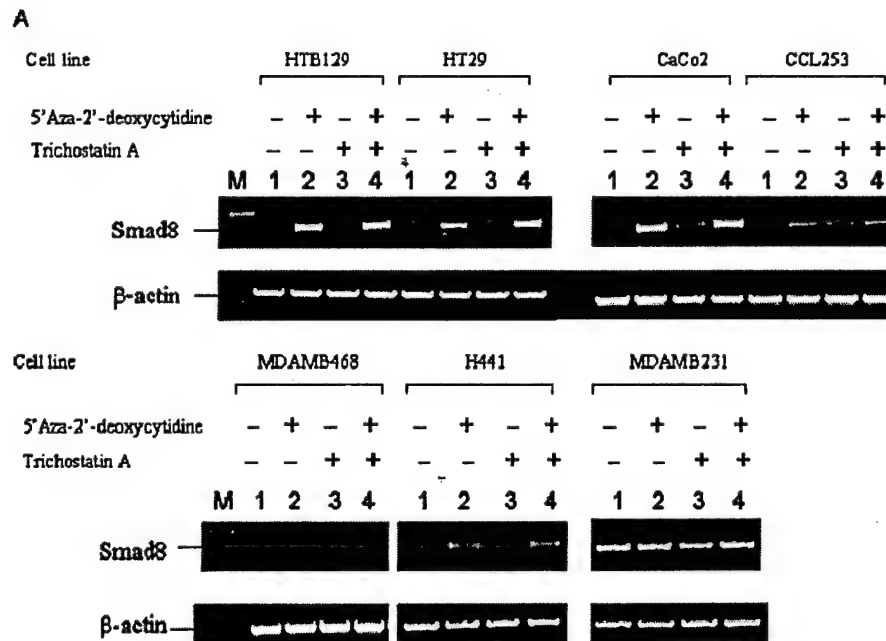 A
Cell line HTB129 HT29 CaCo2 CCL253
5'Aza-2'-deoxycytidine – + – + – + – + – + – + – + – +
Trichostatin A – – + + – – + + – – + + – – + +
M 1 2 3 4 1 2 3 4 1 2 3 4 1 2 3 4
Smad8
β-actin
Cell line MDAMB468 H441 MDAMB231
5'Aza-2'-deoxycytidine – + – + – + – + – + – +
Trichostatin A – – + + – – + + – – + +
M 1 2 3 4 1 2 3 4 1 2 3 4
Smad8
β-actin